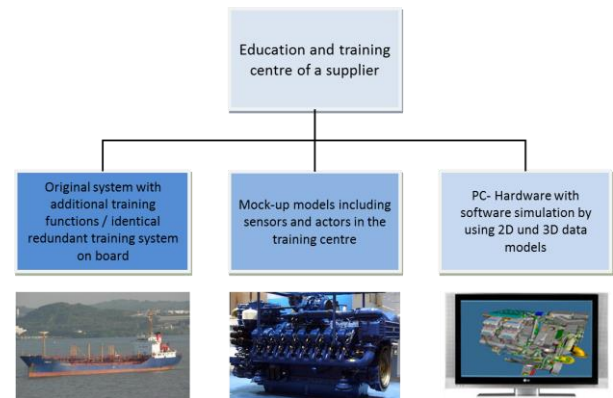 Education and training
centre of a supplier
Original system with
additional training
functions / identical
redundant training system
on board
Mock-up models including
sensors and actors in the
training centre
PC- Hardware with
software simulation by
using 2D und 3D data
models